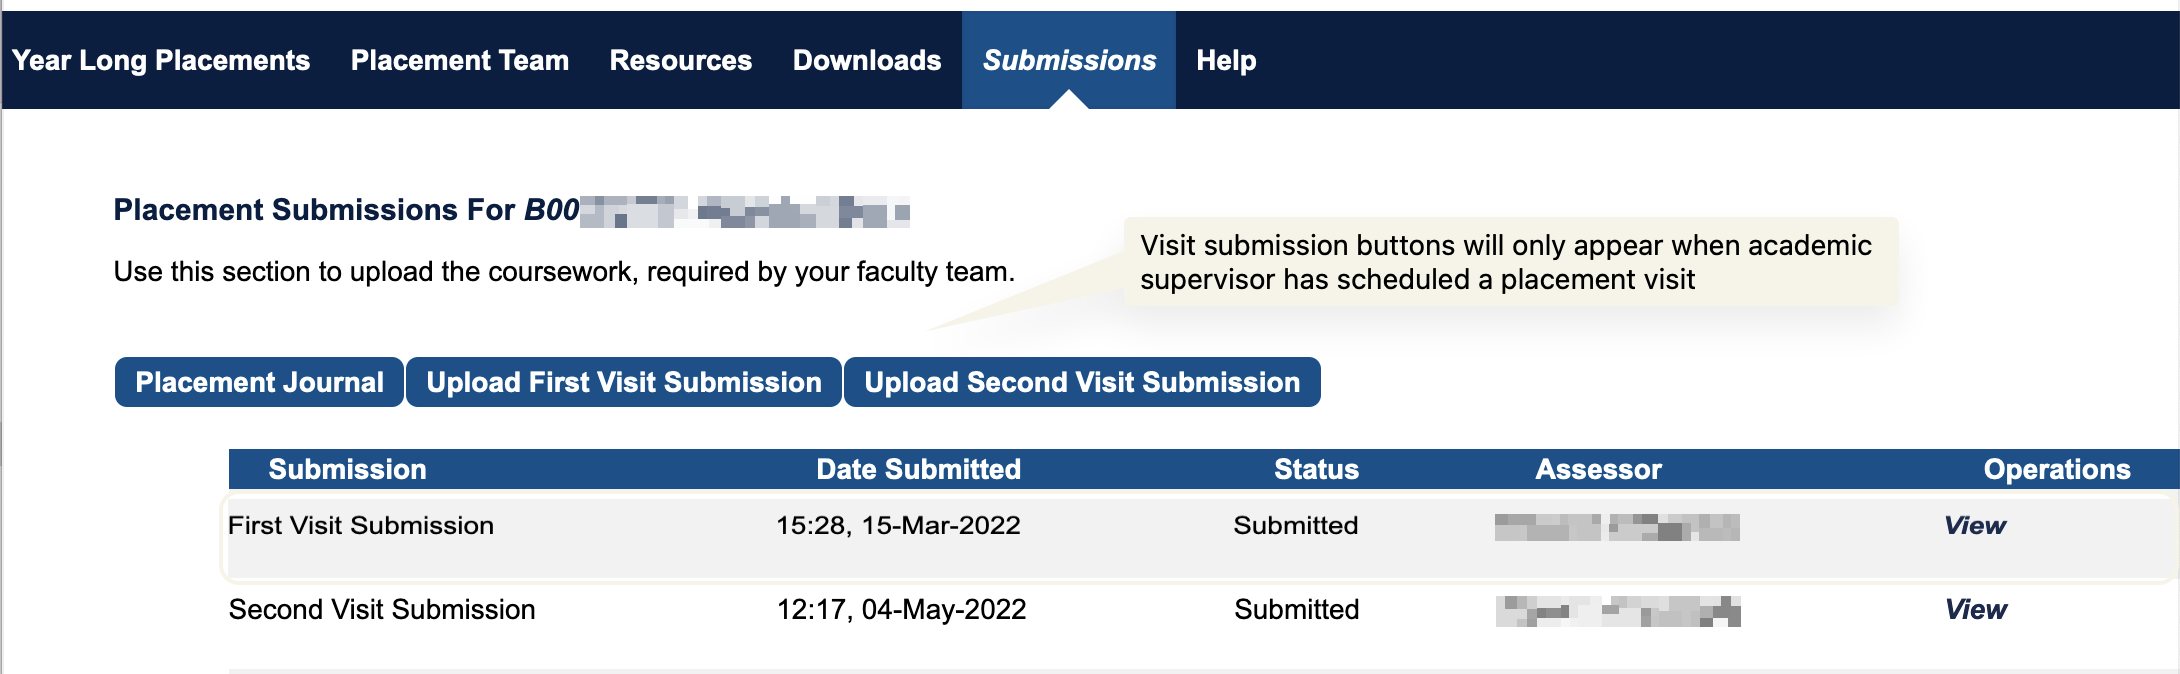 Year Long Placements Placement Team Resources Downloads Submissions Help
Placement Submissions For B00
Use this section to upload the coursework, required by your faculty team.
Visit submission buttons will only appear when academic
supervisor has scheduled a placement visit
Placement Journal Upload First Visit Submission Upload Second Visit Submission
Submission Date Submitted Status Assessor Operations
First Visit Submission 15:28, 15-Mar-2022 Submitted View
Second Visit Submission 12:17, 04-May-2022 Submitted View